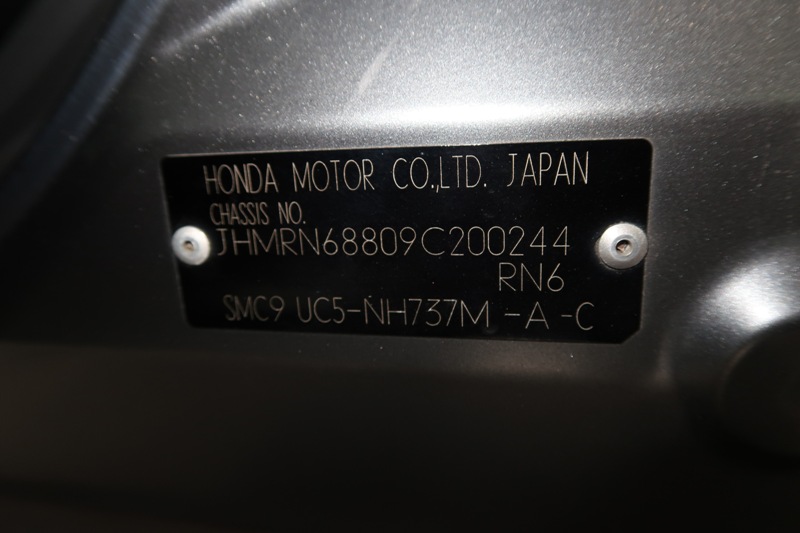 HONDA MOTOR CO.,LTD. JAPAN
CHASSIS NO.
JHMRN68809C200244
RN6
SMC9 UC5-NH737M -A -C